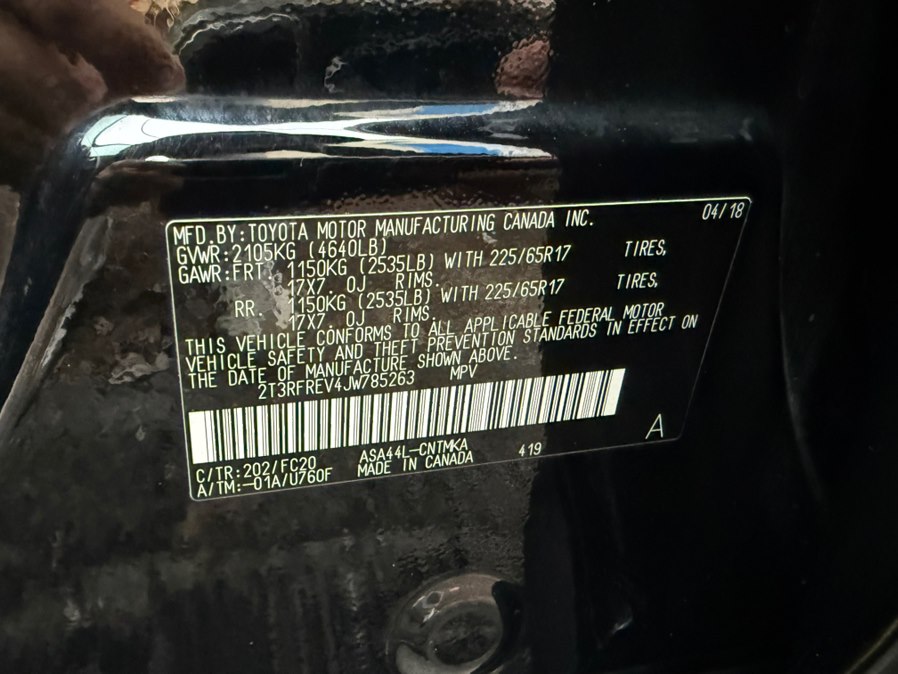 MFD. BY: TOYOTA MOTOR MANUFACTURING CANADA INC. 04/18
GVWR: 2105KG (4640LB)
GAWR: FRT. 1150KG (2535LB) WITH 225/65R17 TIRES,
17X7. 0J RIMS.
RR. 1150KG (2535LB) WITH 225/65R17 TIRES,
17X7. 0J RIMS.
THIS VEHICLE CONFORMS TO ALL APPLICABLE FEDERAL MOTOR
VEHICLE SAFETY AND THEFT PREVENTION STANDARDS IN EFFECT ON
THE DATE OF MANUFACTURE SHOWN ABOVE.
2T3RFREV4JW785263 MPV
A
C/TR: 202/FC20 ASA44L-CNTMKA 419
A/TM: -01A/U760F MADE IN CANADA